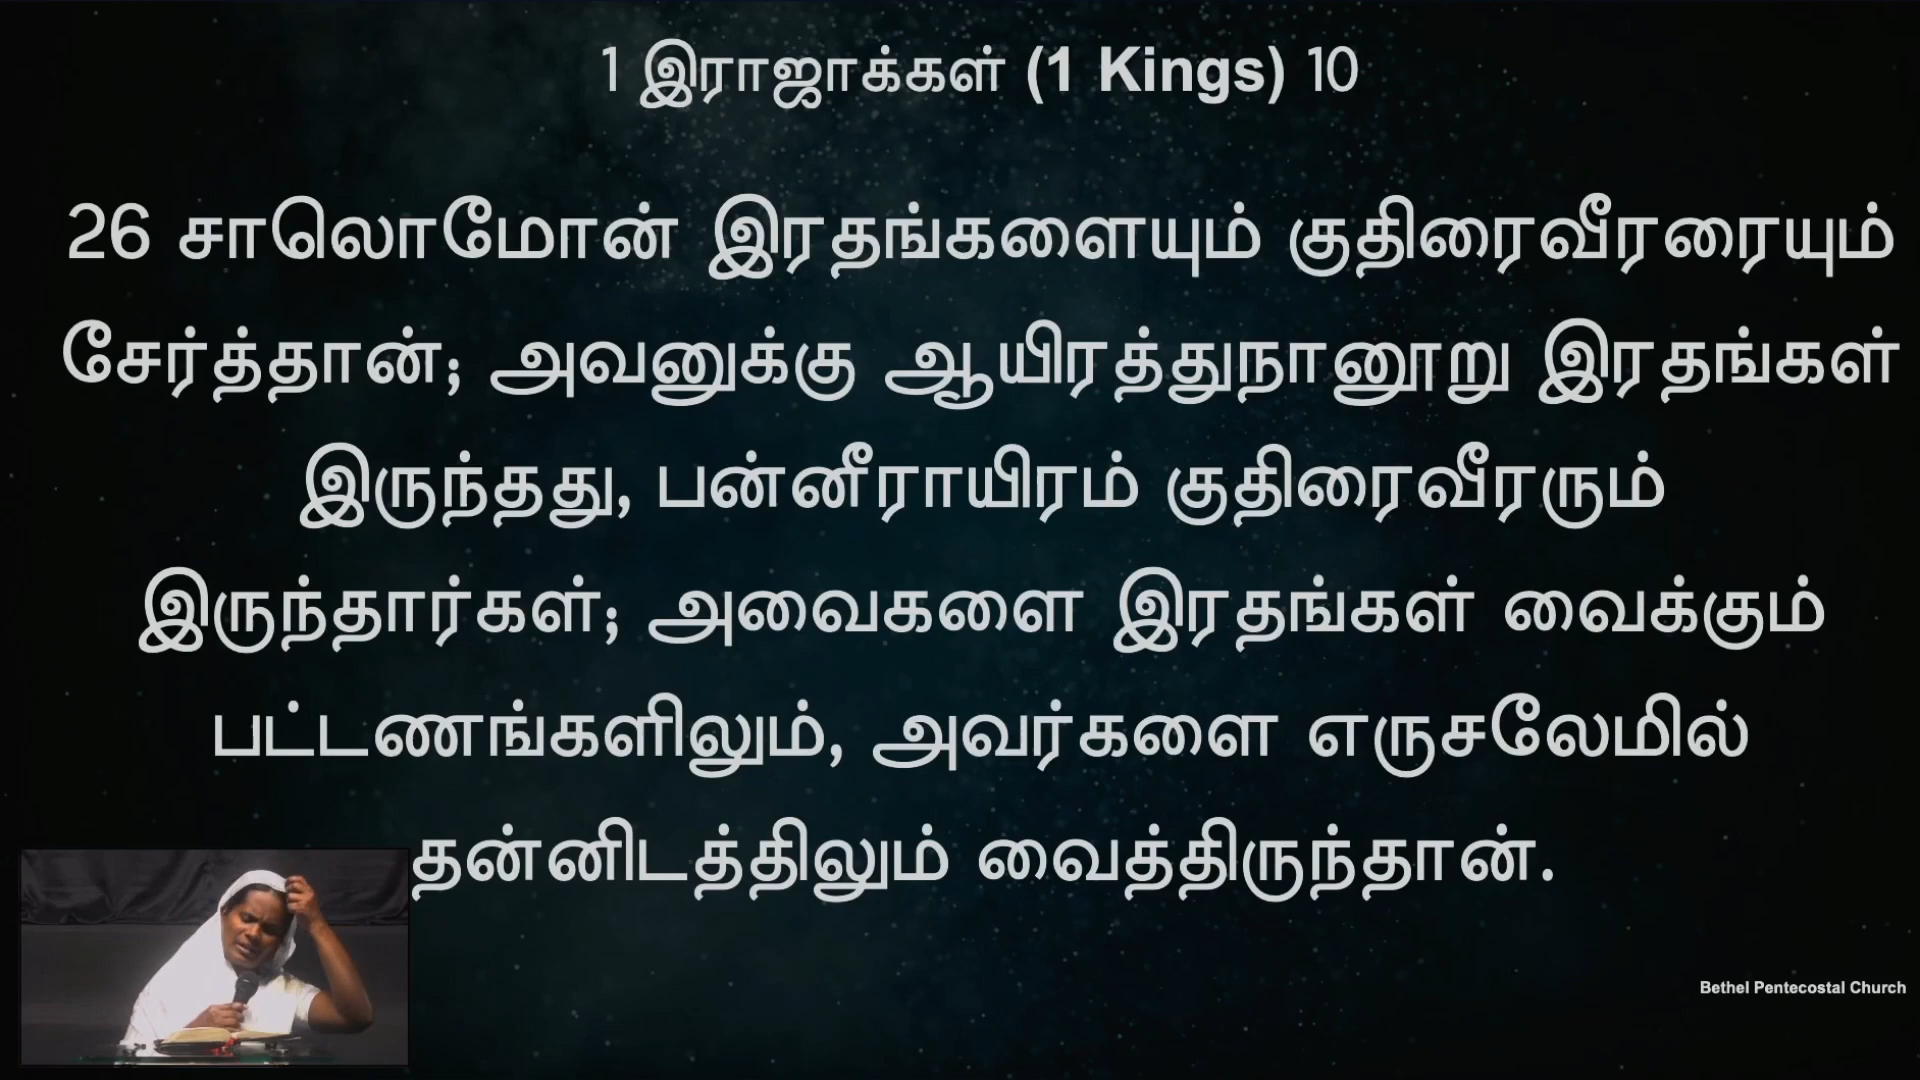 1 இராஜாக்கள் (1 Kings) 10
26 சாலொமோன் இரதங்களையும் குதிரைவீரரையும்
சேர்த்தான்; அவனுக்கு ஆயிரத்துநானூறு இரதங்கள்
இருந்தது, பன்னீராயிரம் குதிரைவீரரும்
இருந்தார்கள்; அவைகளை இரதங்கள் வைக்கும்
பட்டணங்களிலும், அவர்களை எருசலேமில்
தன்னிடத்திலும் வைத்திருந்தான்.
Bethel Pentecostal Church